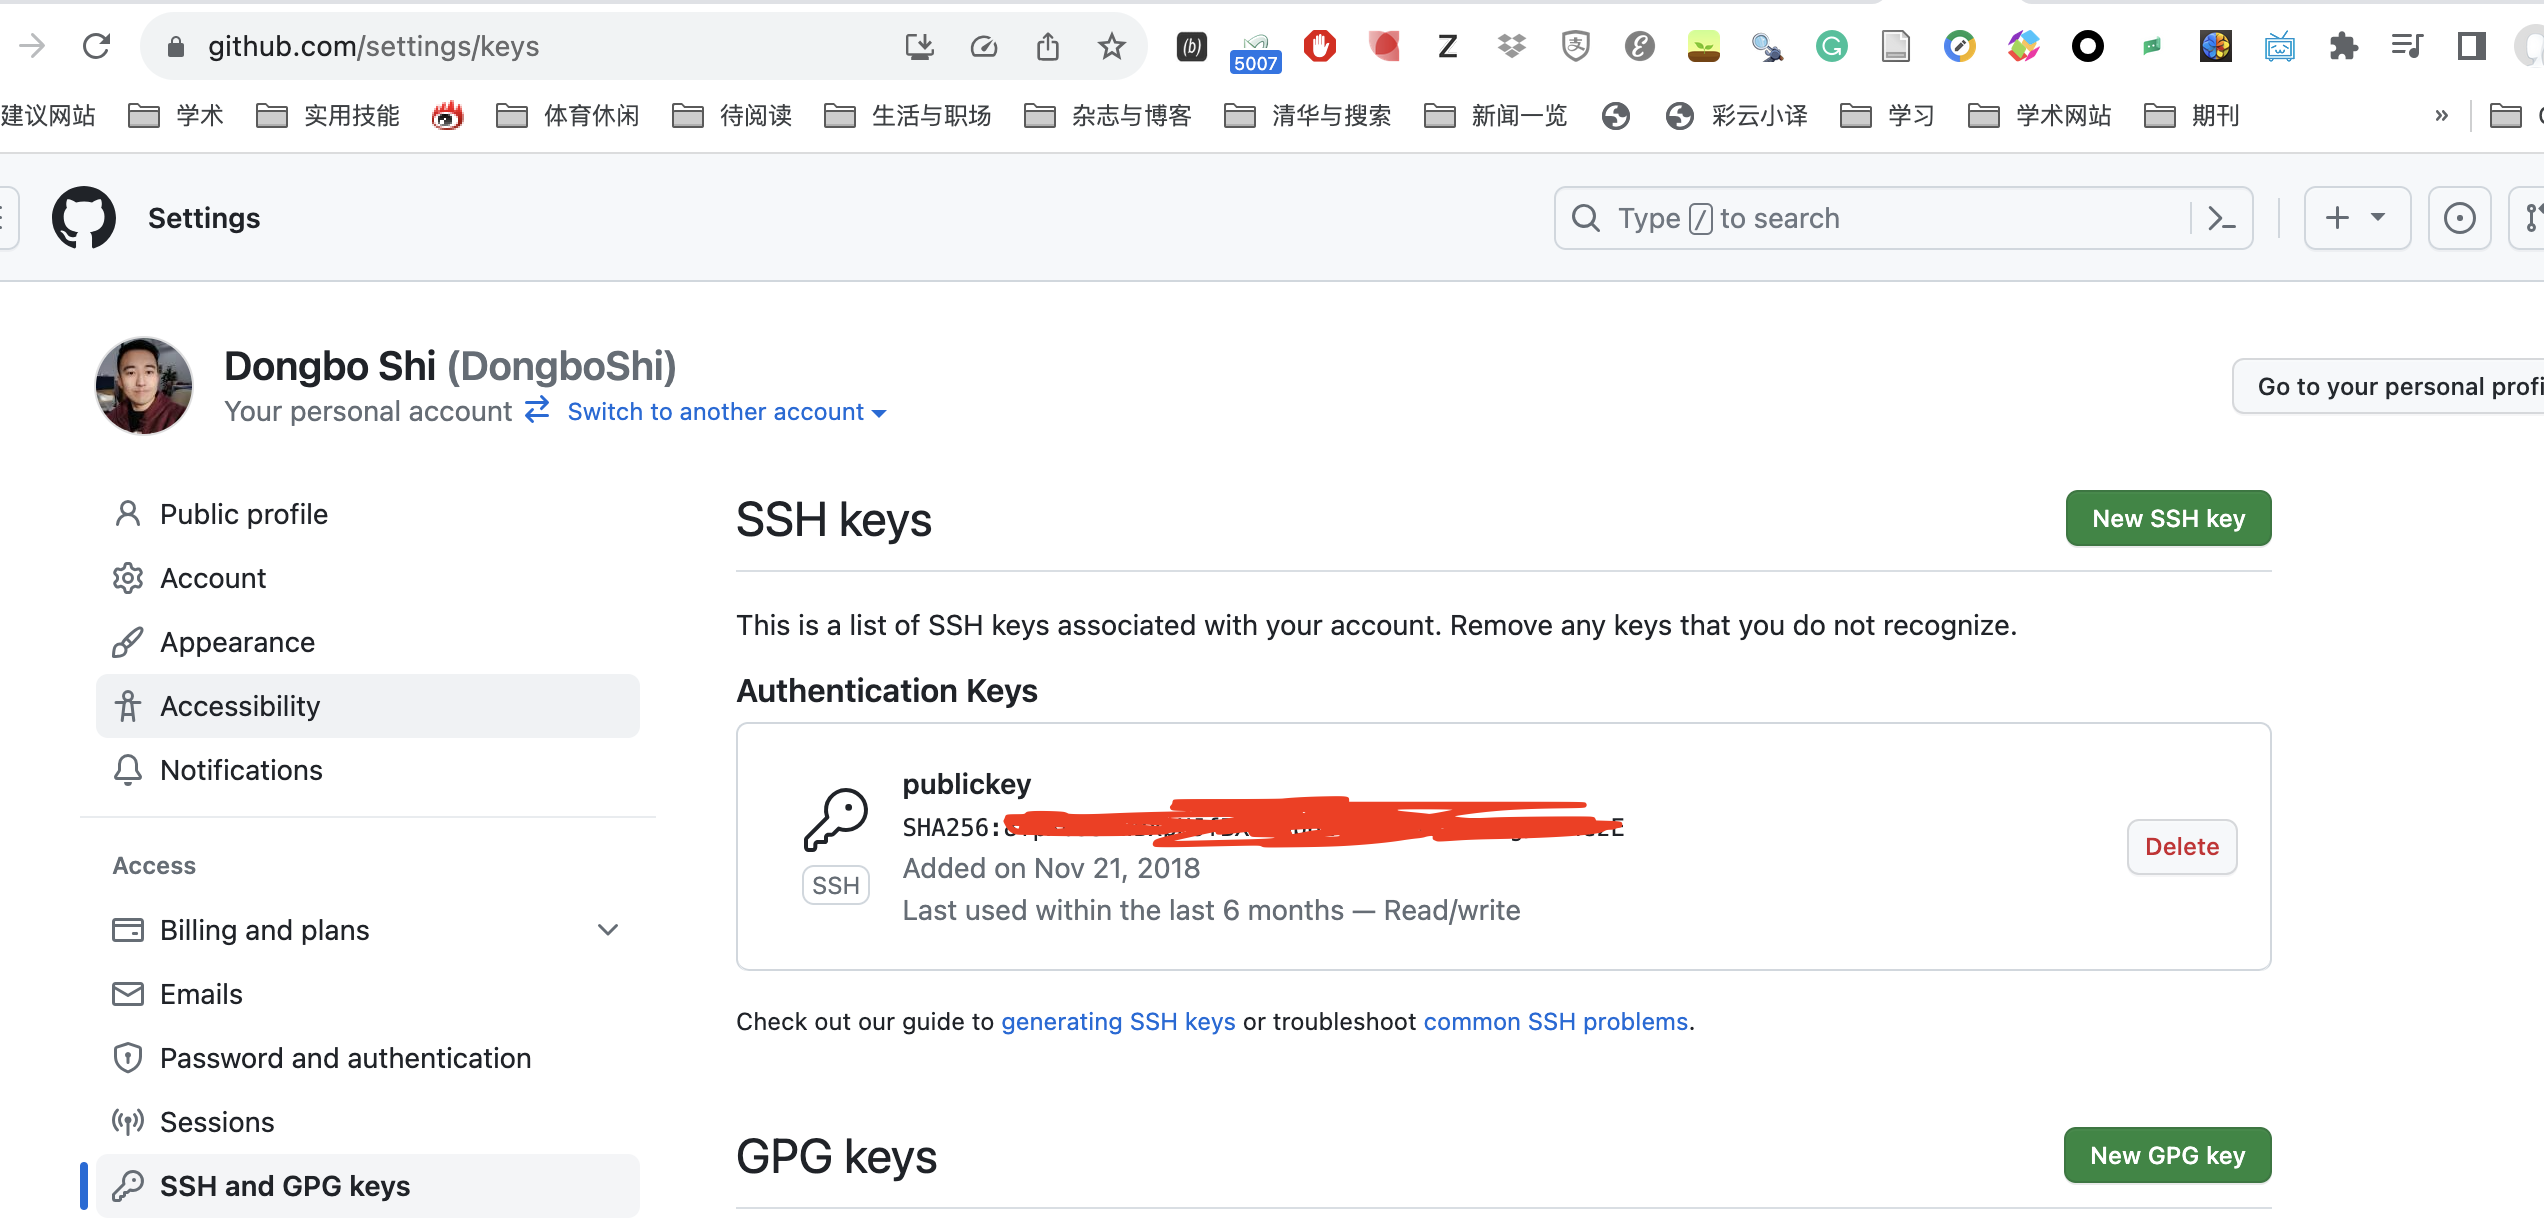 github.com/settings/keys
5007
建议网站 学术 实用技能 体育休闲 待阅读 生活与职场 杂志与博客 清华与搜索 新闻一览 彩云小译 学习 学术网站 期刊 »
Settings
Type / to search
Dongbo Shi (DongboShi)
Your personal account Switch to another account
Go to your personal profi
Public profile
Account
Appearance
Accessibility
Notifications
Access
Billing and plans
Emails
Password and authentication
Sessions
SSH and GPG keys
SSH keys
New SSH key
This is a list of SSH keys associated with your account. Remove any keys that you do not recognize.
Authentication Keys
publickey
SHA256:
SSH
Added on Nov 21, 2018
Last used within the last 6 months — Read/write
Delete
Check out our guide to generating SSH keys or troubleshoot common SSH problems.
GPG keys
New GPG key